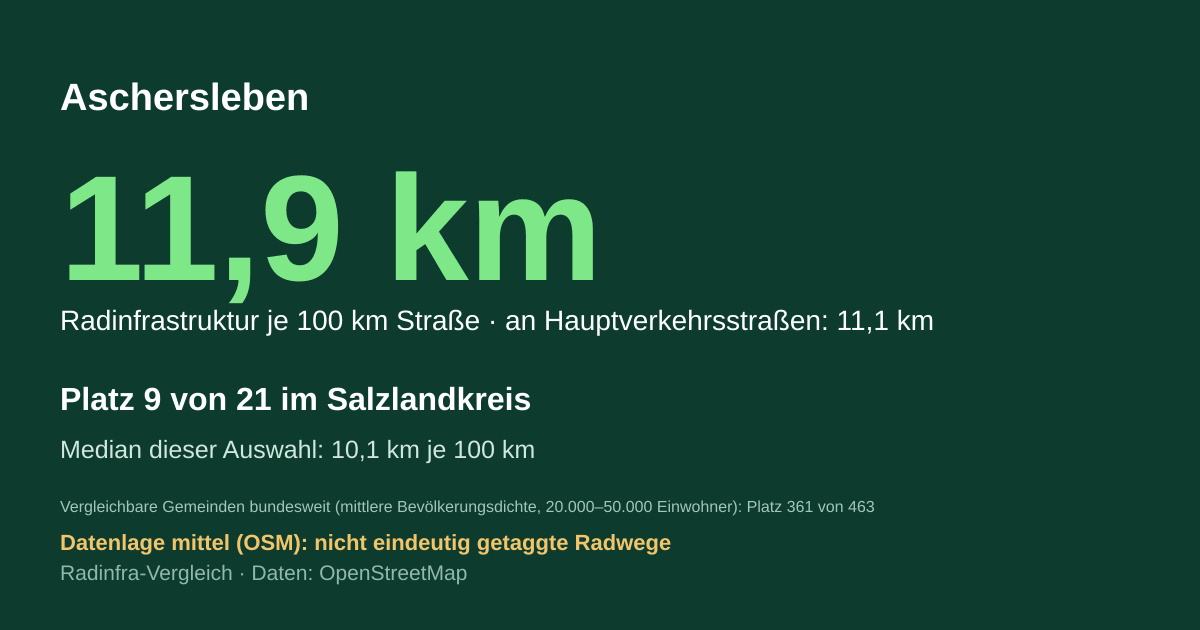 Aschersleben
11,9 km
Radinfrastruktur je 100 km Straße · an Hauptverkehrsstraßen: 11,1 km
Platz 9 von 21 im Salzlandkreis
Median dieser Auswahl: 10,1 km je 100 km
Vergleichbare Gemeinden bundesweit (mittlere Bevölkerungsdichte, 20.000–50.000 Einwohner): Platz 361 von 463
Datenlage mittel (OSM): nicht eindeutig getaggte Radwege
Radinfra-Vergleich · Daten: OpenStreetMap